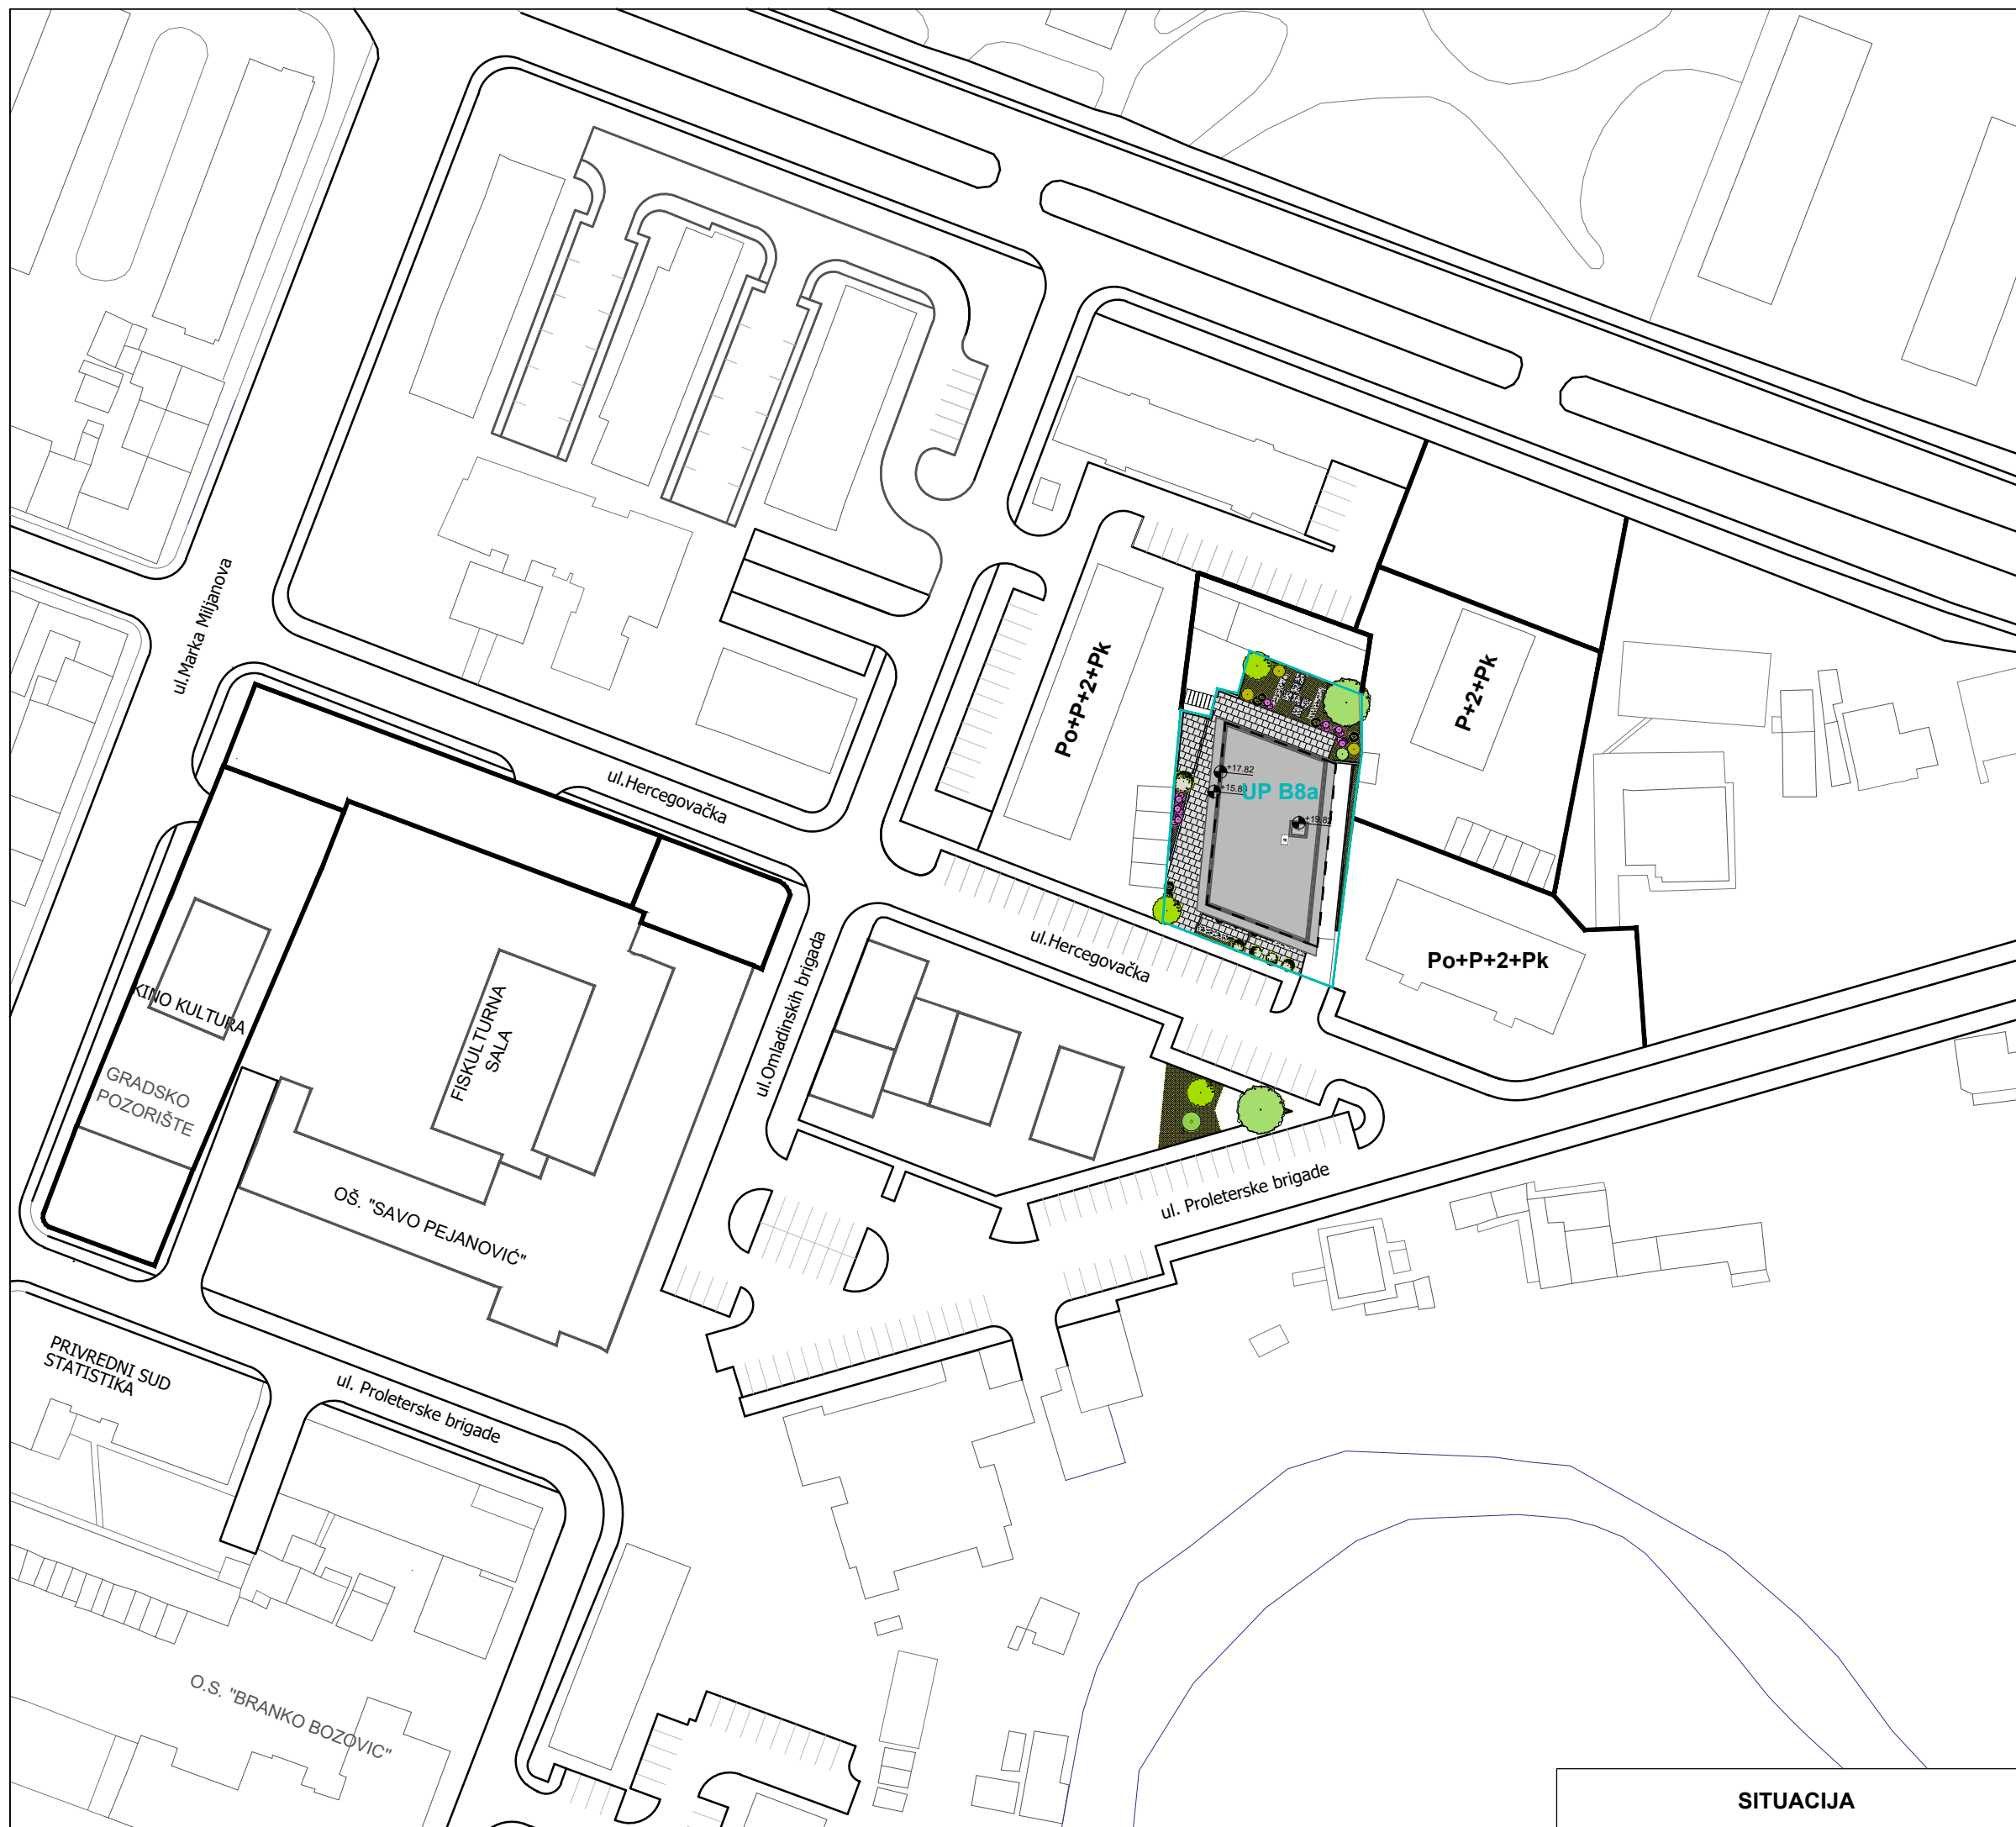 ul.Marka Miljanova
Po+P+2+Pk
P+2+Pk
+17.82
UP B8a
ul.Hercegovačka
Po+P+2+Pk
ul.Hercegovačka
ul.Omladinskih brigada
KINO KULTURA
FISKULTURNA
SALA
GRADSKO
POZORIŠTE
ul. Proleterske brigade
OŠ. "SAVO PEJANOVIĆ"
PRIVREDNI SUD
STATISTIKA
ul. Proleterske brigade
O.S. "BRANKO BOZOVIC"
SITUACIJA